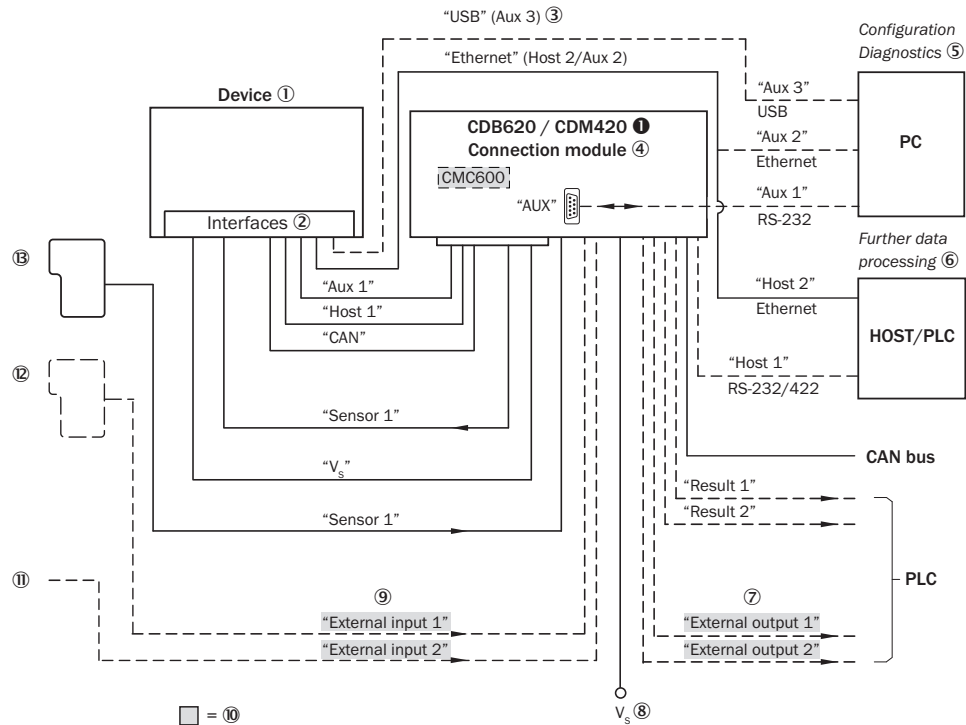 "USB" (Aux 3) ③
Configuration
Diagnostics ⑤
"Ethernet" (Host 2/Aux 2)
Device ①
"Aux 3"
USB
CDB620 / CDM420 ❶
Connection module ④
PC
"Aux 2"
Ethernet
CMC600
"AUX"
"Aux 1"
RS-232
Interfaces ②
Further data
processing ⑥
⑬
"Aux 1"
"Host 2"
Ethernet
"Host 1"
HOST/PLC
"CAN"
⑫
"Host 1"
RS-232/422
"Sensor 1"
CAN bus
"Vs"
"Result 1"
"Sensor 1"
"Result 2"
⑪
PLC
⑨
⑦
"External input 1"
"External output 1"
"External input 2"
"External output 2"
= ⑩
Vs ⑧